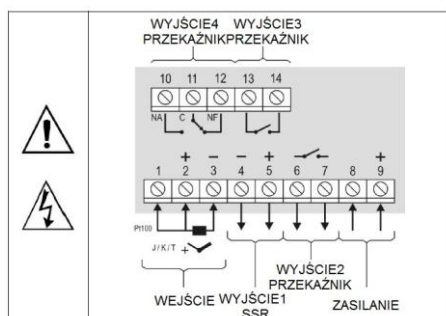 WYJŚCIE4 WYJŚCIE3
PRZEKAŹNIK PRZEKAŹNIK
10 11 12 13 14
NA C NF
+ − − + +
1 2 3 4 5 6 7 8 9
Pt100
J / K / T +
WEJŚCIE WYJŚCIE1 SSR
WYJŚCIE2 PRZEKAŹNIK
ZASILANIE